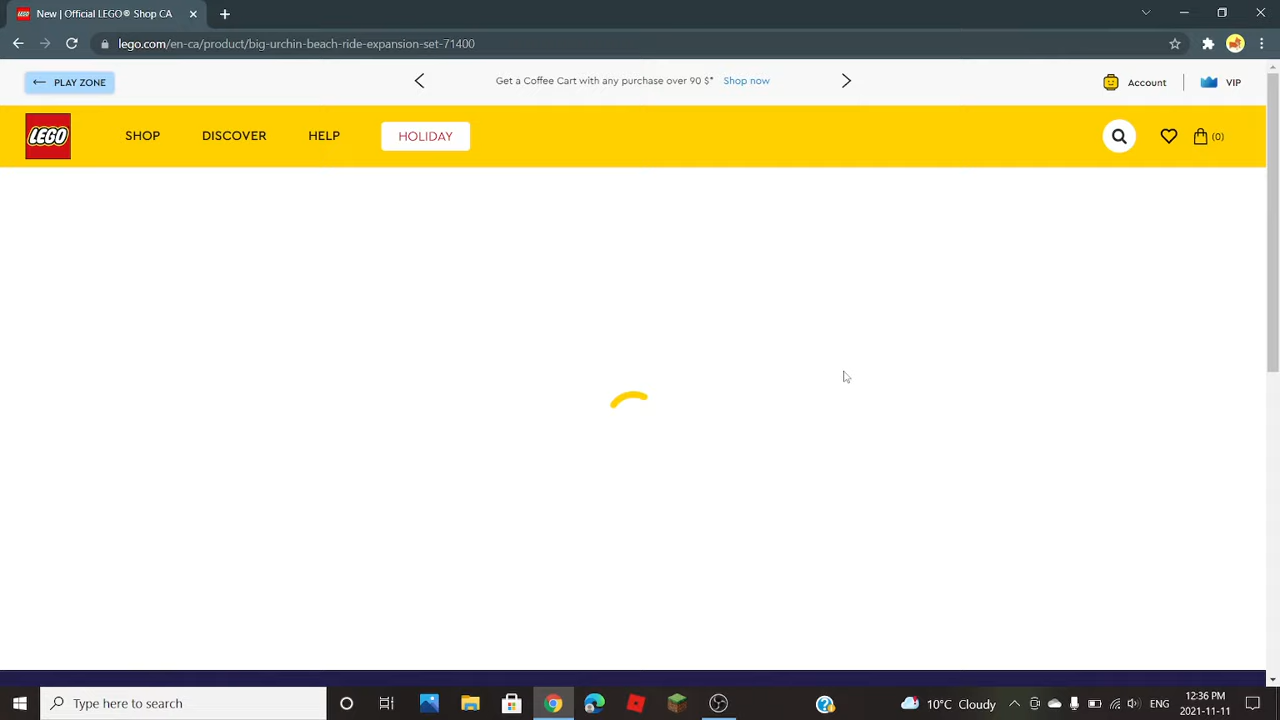 New | Official LEGO® Shop CA
lego.com/en-ca/product/big-urchin-beach-ride-expansion-set-71400
PLAY ZONE
Get a Coffee Cart with any purchase over 90 $* Shop now
Account
VIP
LEGO
SHOP
DISCOVER
HELP
HOLIDAY
(0)
Type here to search
10°C Cloudy
ENG
12:36 PM
2021-11-11